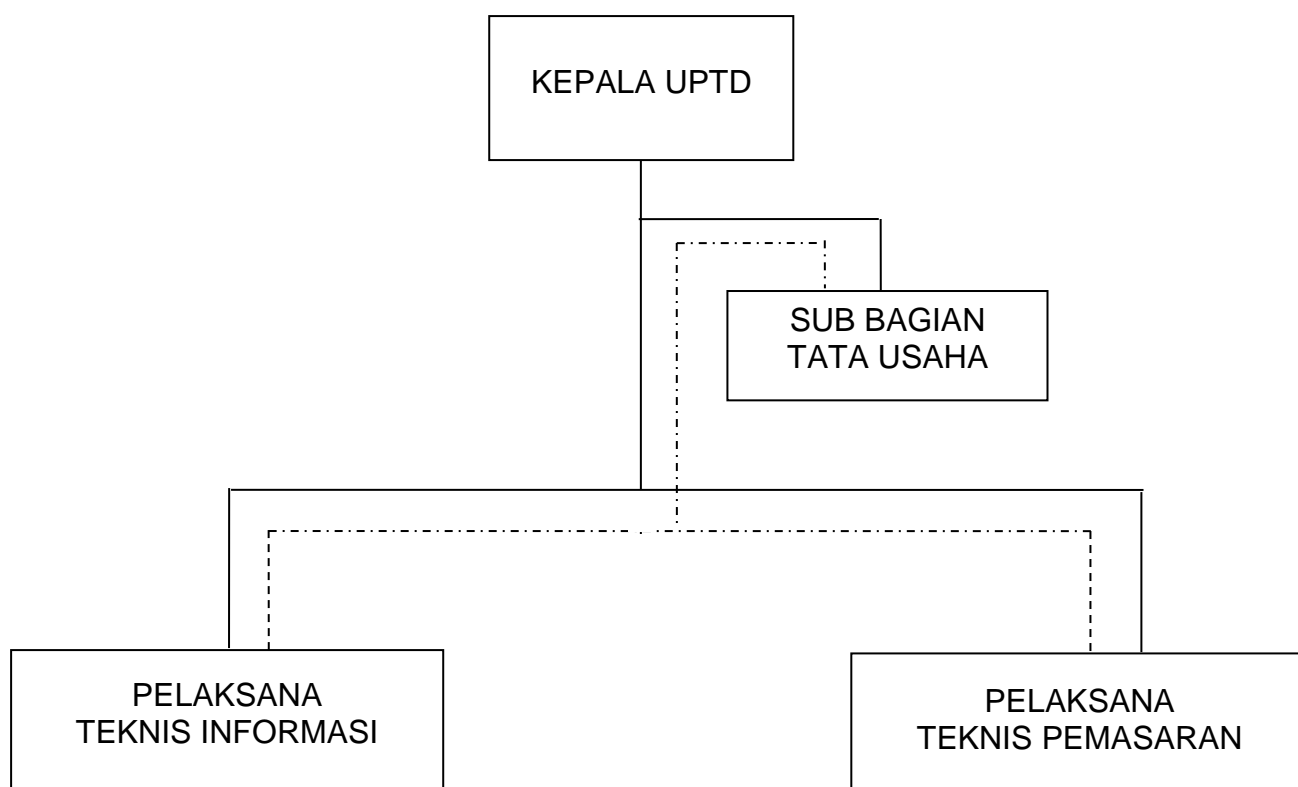 KEPALA UPTD
SUB BAGIAN
TATA USAHA
PELAKSANA
TEKNIS INFORMASI
PELAKSANA
TEKNIS PEMASARAN